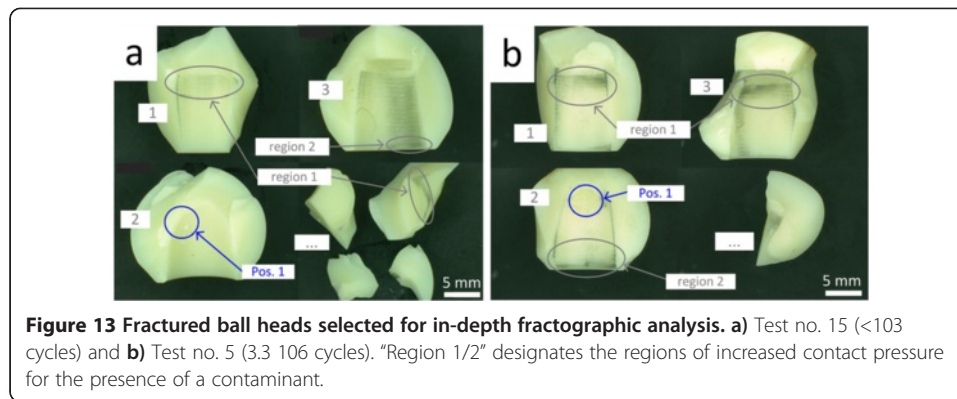 a
b
1
3
region 2
region 1
2
Pos. 1
...
5 mm
3
1
region 1
2
Pos. 1
region 2
...
5 mm
Figure 13 Fractured ball heads selected for in-depth fractographic analysis. a) Test no. 15 (<103
cycles) and b) Test no. 5 (3.3 106 cycles). “Region 1/2” designates the regions of increased contact pressure
for the presence of a contaminant.